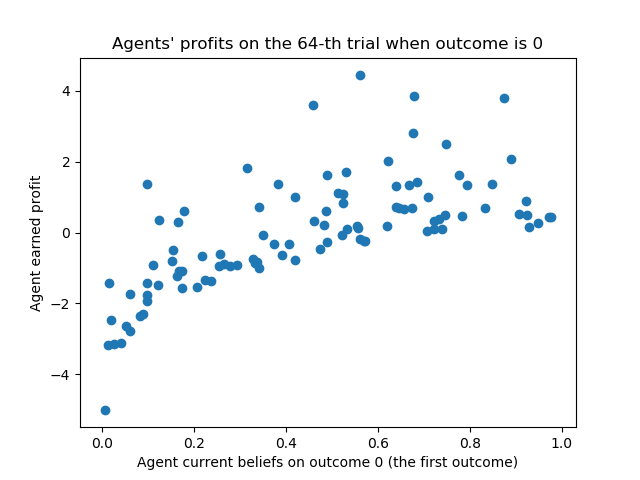 Agents' profits on the 64-th trial when outcome is 0
Agent earned profit
4
2
0
−2
−4
0.0 0.2 0.4 0.6 0.8 1.0
Agent current beliefs on outcome 0 (the first outcome)